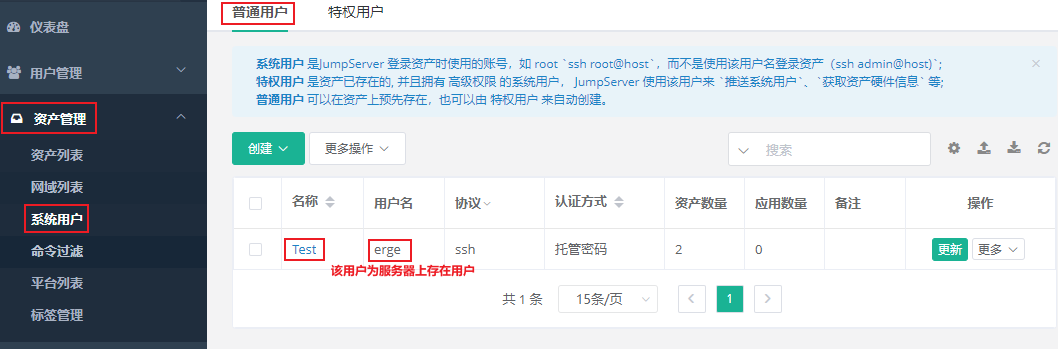 仪表盘
用户管理
资产管理
资产列表
网域列表
系统用户
命令过滤
平台列表
标签管理
普通用户 特权用户
系统用户 是JumpServer 登录资产时使用的账号，如 root `ssh root@host`，而不是使用该用户名登录资产（ssh admin@host)`;
特权用户 是资产已存在的, 并且拥有 高级权限 的系统用户， JumpServer 使用该用户来 `推送系统用户`、`获取资产硬件信息` 等;
普通用户 可以在资产上预先存在，也可以由 特权用户 来自动创建。
创建 更多操作 搜索
名称 用户名 协议 认证方式 资产数量 应用数量 备注 操作
Test erge ssh 托管密码 2 0 更新 更多
该用户为服务器上存在用户
共 1 条 15条/页 1